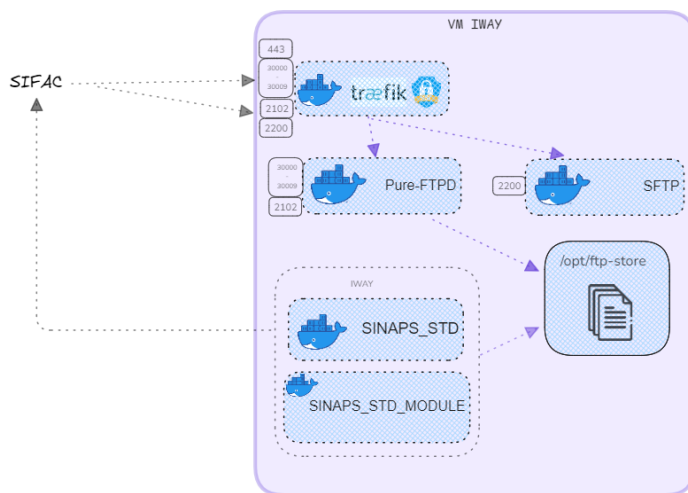 VM IWAY
443
30000
-
30009
2102
2200
SIFAC
træfik
30000
-
30009
2102
Pure-FTPD
2200
SFTP
/opt/ftp-store
IWAY
SINAPS_STD
SINAPS_STD_MODULE